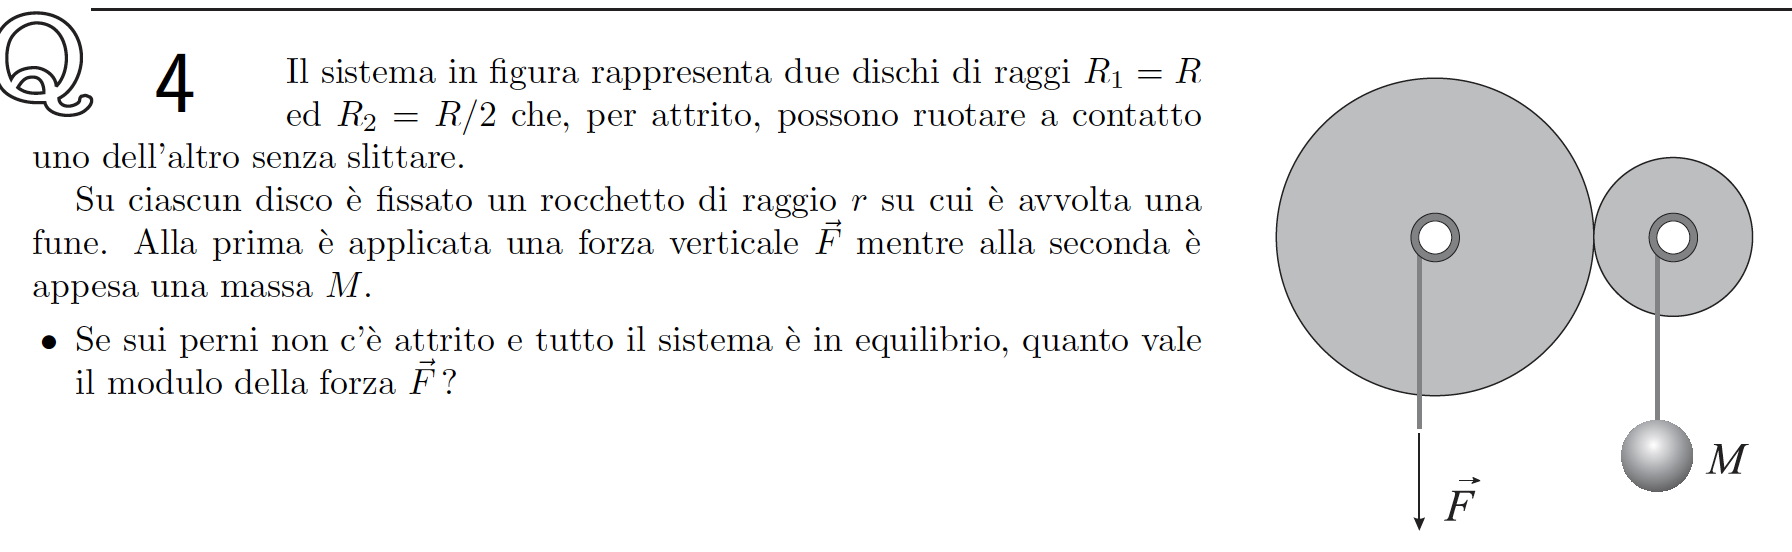 Q 4 Il sistema in figura rappresenta due dischi di raggi R₁ = R
ed R₂ = R/2 che, per attrito, possono ruotare a contatto
uno dell'altro senza slittare.
Su ciascun disco è fissato un rocchetto di raggio r su cui è avvolta una
fune. Alla prima è applicata una forza verticale F⃗ mentre alla seconda è
appesa una massa M.
• Se sui perni non c'è attrito e tutto il sistema è in equilibrio, quanto vale
il modulo della forza F⃗?
M
F⃗